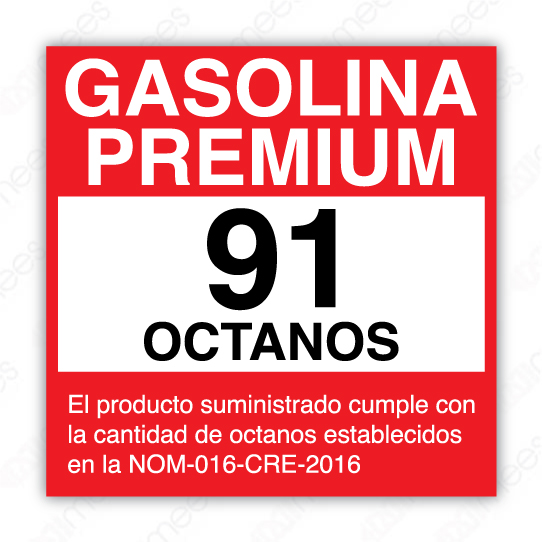 GASOLINA
PREMIUM
91
OCTANOS
El producto suministrado cumple con
la cantidad de octanos establecidos
en la NOM-016-CRE-2016